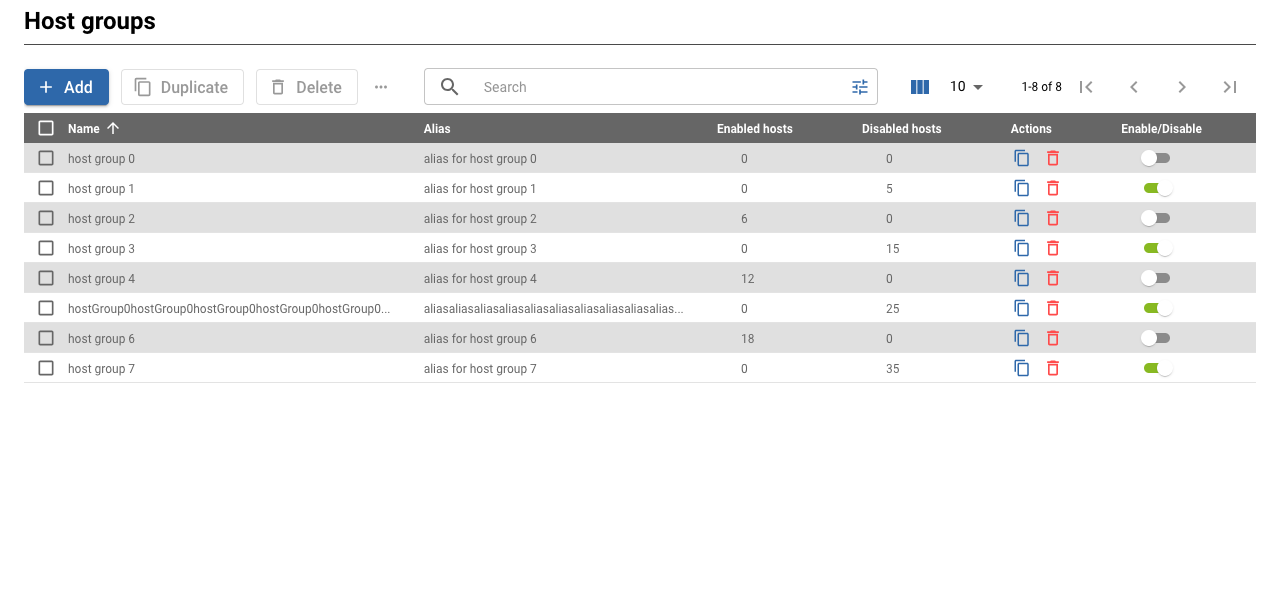 Host groups
Add Duplicate Delete ... Search 10 1-8 of 8
Name Alias Enabled hosts Disabled hosts Actions Enable/Disable
host group 0 alias for host group 0 0 0
host group 1 alias for host group 1 0 5
host group 2 alias for host group 2 6 0
host group 3 alias for host group 3 0 15
host group 4 alias for host group 4 12 0
hostGroup0hostGroup0hostGroup0hostGroup0hostGroup0... aliasaliasaliasaliasaliasaliasaliasaliasaliasalias... 0 25
host group 6 alias for host group 6 18 0
host group 7 alias for host group 7 0 35